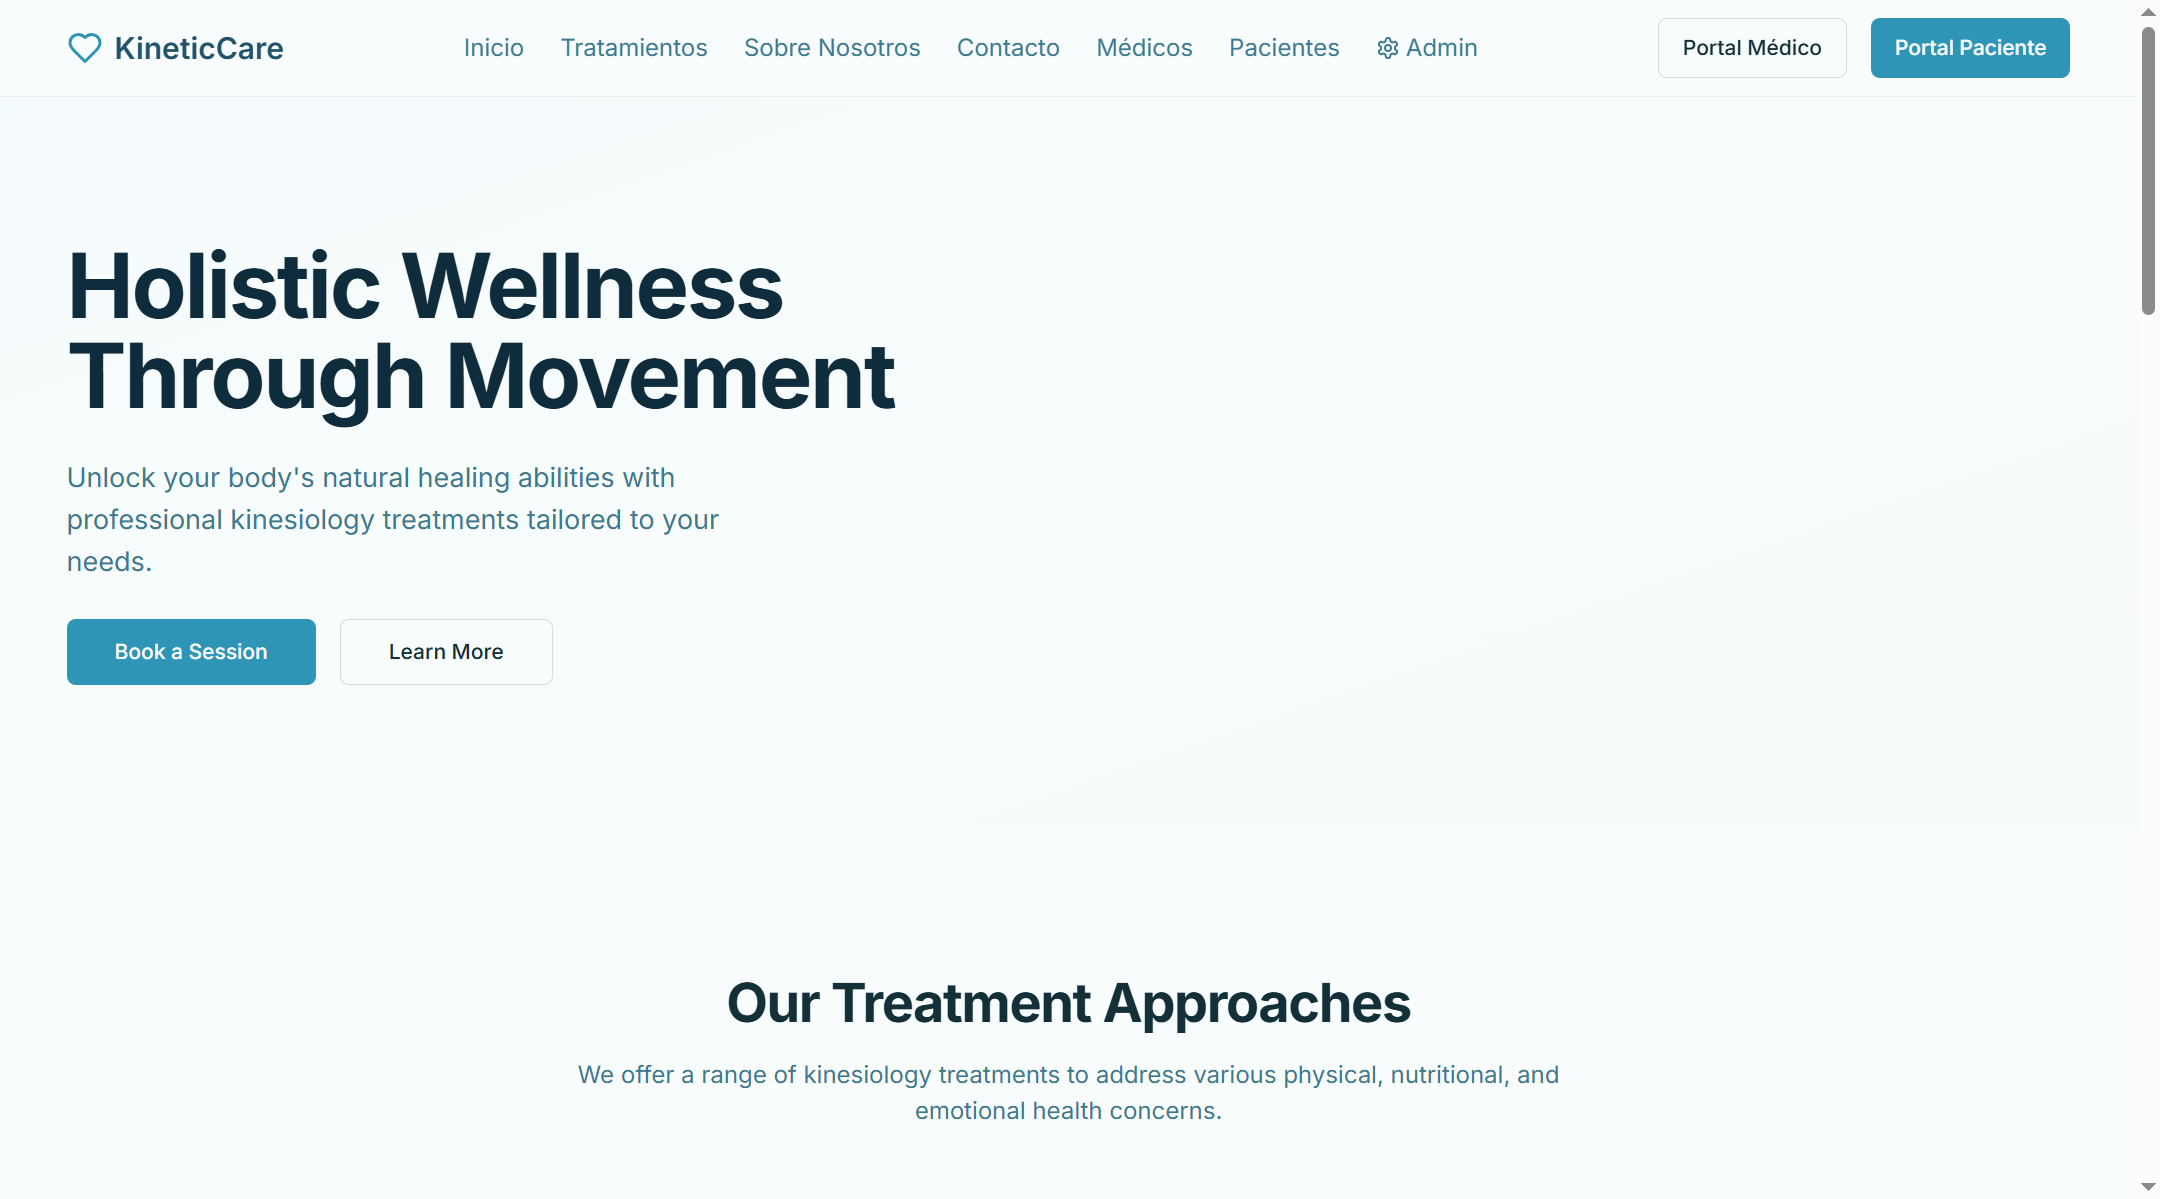 KineticCare
Inicio
Tratamientos
Sobre Nosotros
Contacto
Médicos
Pacientes
Admin
Portal Médico
Portal Paciente
Holistic Wellness
Through Movement
Unlock your body's natural healing abilities with
professional kinesiology treatments tailored to your
needs.
Book a Session
Learn More
Our Treatment Approaches
We offer a range of kinesiology treatments to address various physical, nutritional, and
emotional health concerns.